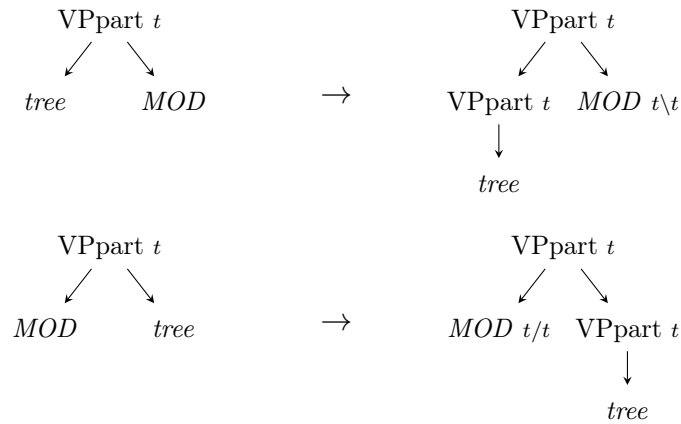 VPpart t VPpart t
tree MOD → VPpart t MOD t\t
tree
VPpart t VPpart t
MOD tree → MOD t/t VPpart t
tree